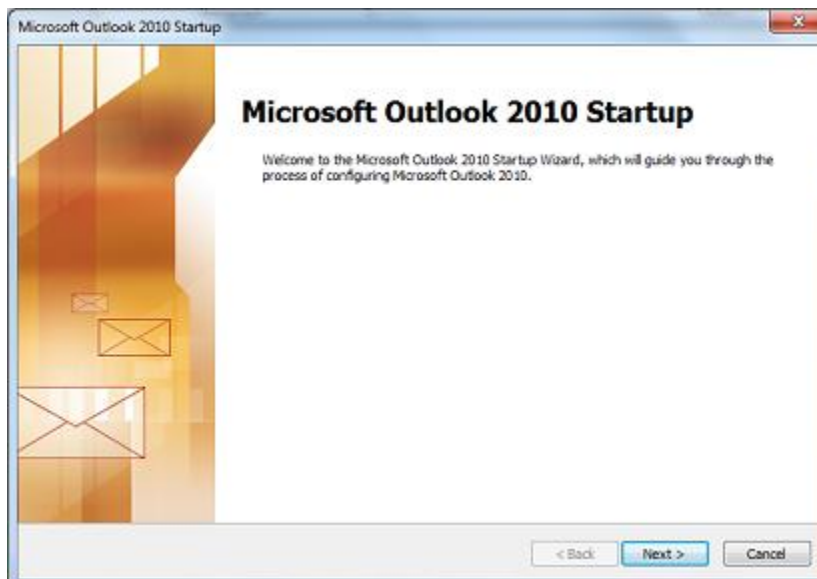 Microsoft Outlook 2010 Startup
Microsoft Outlook 2010 Startup
Welcome to the Microsoft Outlook 2010 Startup Wizard, which will guide you through the
process of configuring Microsoft Outlook 2010.
< Back Next > Cancel